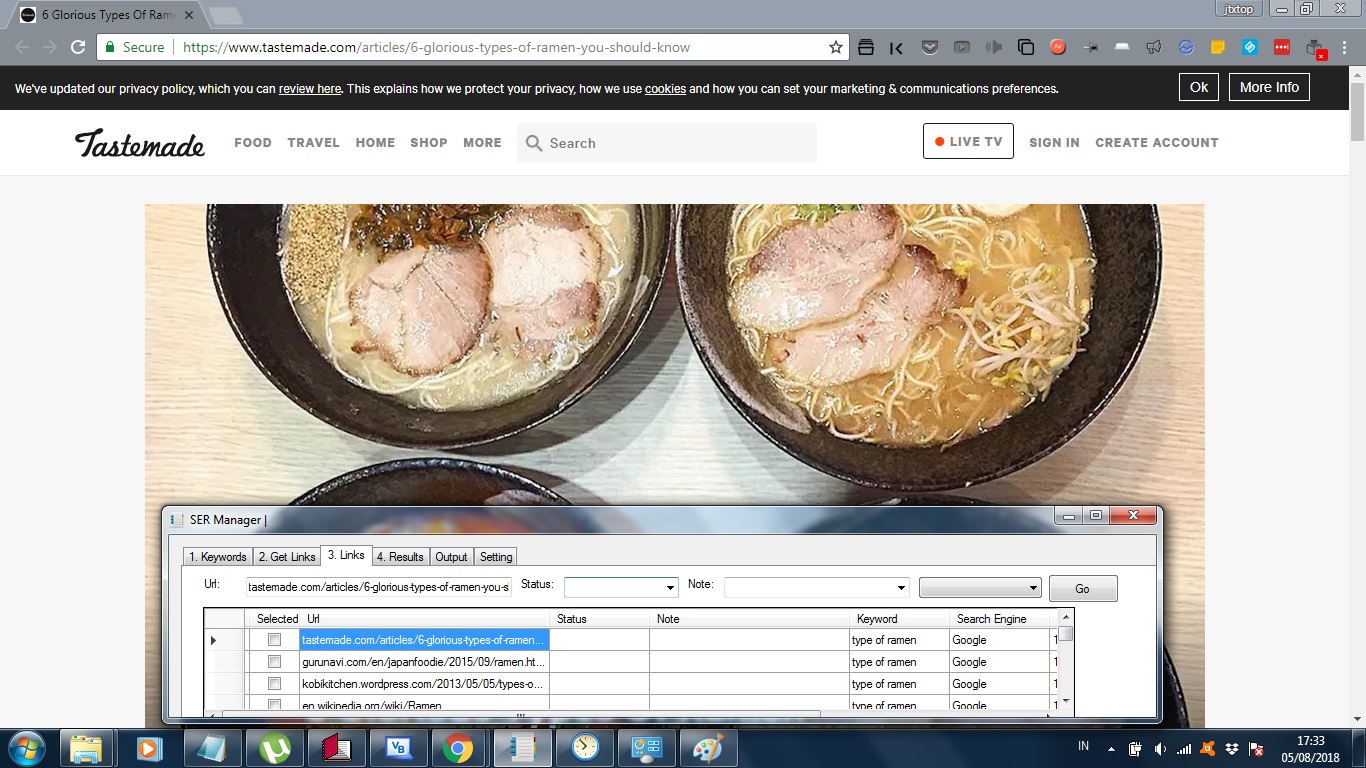 6 Glorious Types Of Rame
jtxtop
Secure
https://www.tastemade.com/articles/6-glorious-types-of-ramen-you-should-know
We've updated our privacy policy, which you can review here. This explains how we protect your privacy, how we use cookies and how you can set your marketing & communications preferences.
Ok
More Info
Tastemade
FOOD TRAVEL HOME SHOP MORE
Search
LIVE TV
SIGN IN CREATE ACCOUNT
SER Manager |
1. Keywords 2. Get Links 3. Links 4. Results Output Setting
Url: tastemade.com/articles/6-glorious-types-of-ramen-you-s Status: Note: Go
Selected Url Status Note Keyword Search Engine
tastemade.com/articles/6-glorious-types-of-ramen... type of ramen Google 1
gurunavi.com/en/japanfoodie/2015/09/ramen.ht... type of ramen Google 1
kobikitchen.wordpress.com/2013/05/05/types-o... type of ramen Google 1
en.wikipedia.org/wiki/Ramen type of ramen Google 1
VB
IN
17:33
05/08/2018